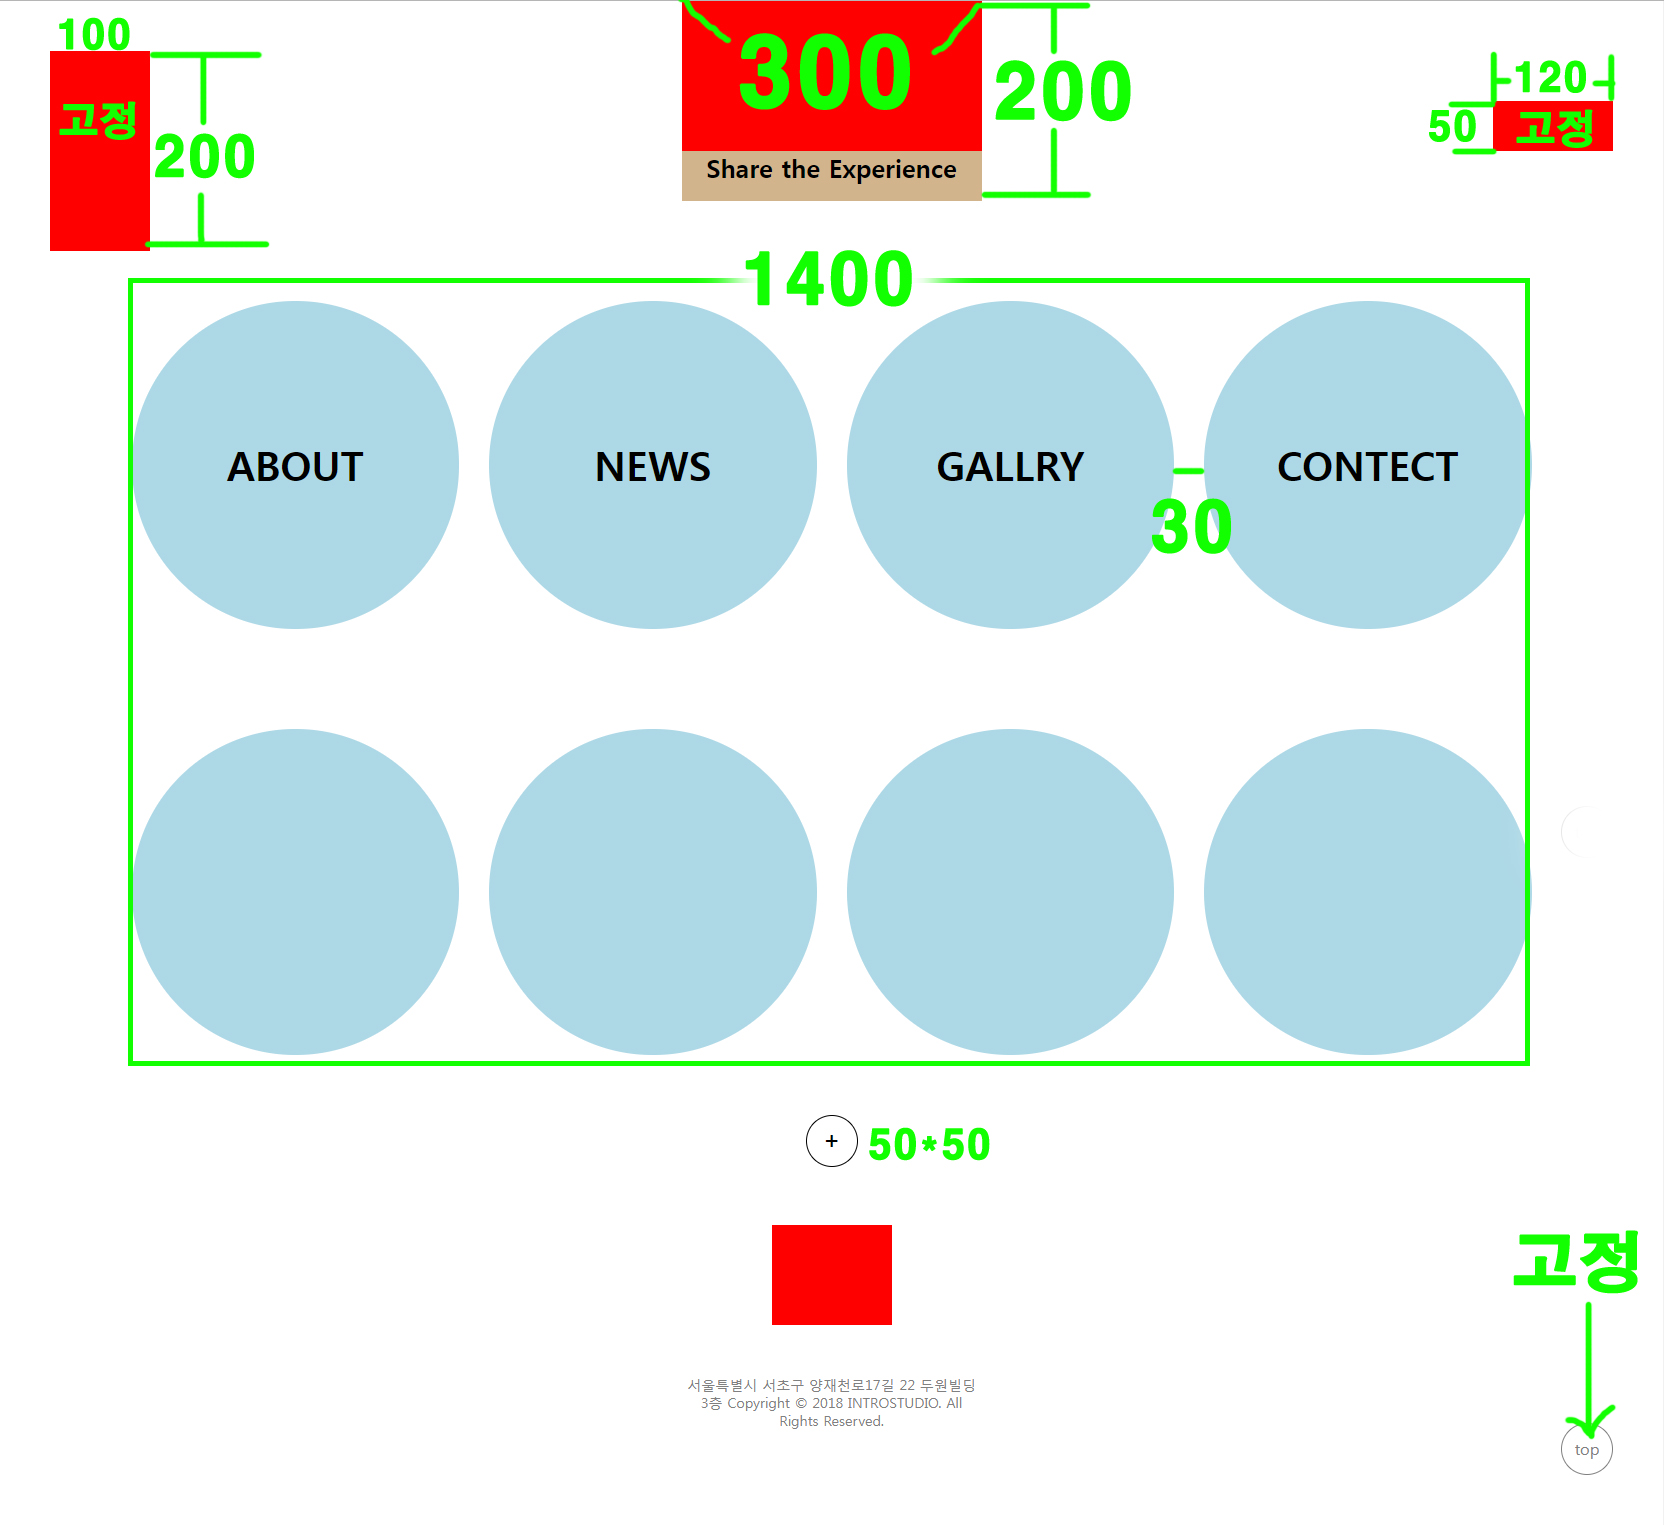 100
고정
200
300
200
Share the Experience
120
50
고정
1400
ABOUT
NEWS
GALLRY
CONTECT
30
+
50*50
고정
서울특별시 서초구 양재천로17길 22 두원빌딩
3층 Copyright © 2018 INTROSTUDIO. All
Rights Reserved.
top